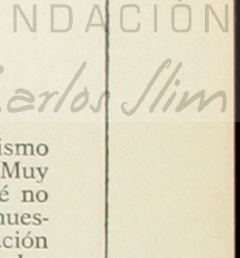 NDACIÓN
Carlos Slim
ismo
Muy
é no
nues-
ación